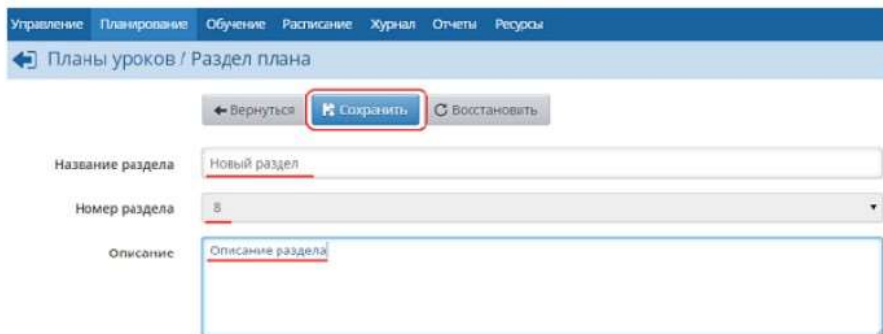 Управление Планирование Обучение Расписание Журнал Отчеты Ресурсы
Планы уроков / Раздел плана
Вернуться Сохранить Восстановить
Название раздела Новый раздел
Номер раздела 8
Описание Описание раздела